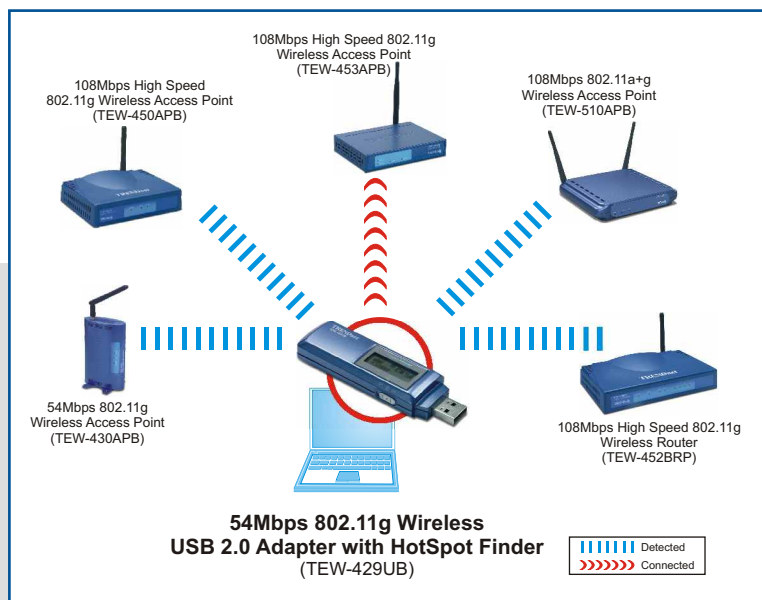 108Mbps High Speed 802.11g
Wireless Access Point
(TEW-453APB)
108Mbps High Speed
802.11g Wireless Access Point
(TEW-450APB)
108Mbps 802.11a+g
Wireless Access Point
(TEW-510APB)
54Mbps 802.11g
Wireless Access Point
(TEW-430APB)
108Mbps High Speed 802.11g
Wireless Router
(TEW-452BRP)
TRENDnet
54Mbps 802.11g Wireless
USB 2.0 Adapter with HotSpot Finder
(TEW-429UB)
Detected
Connected